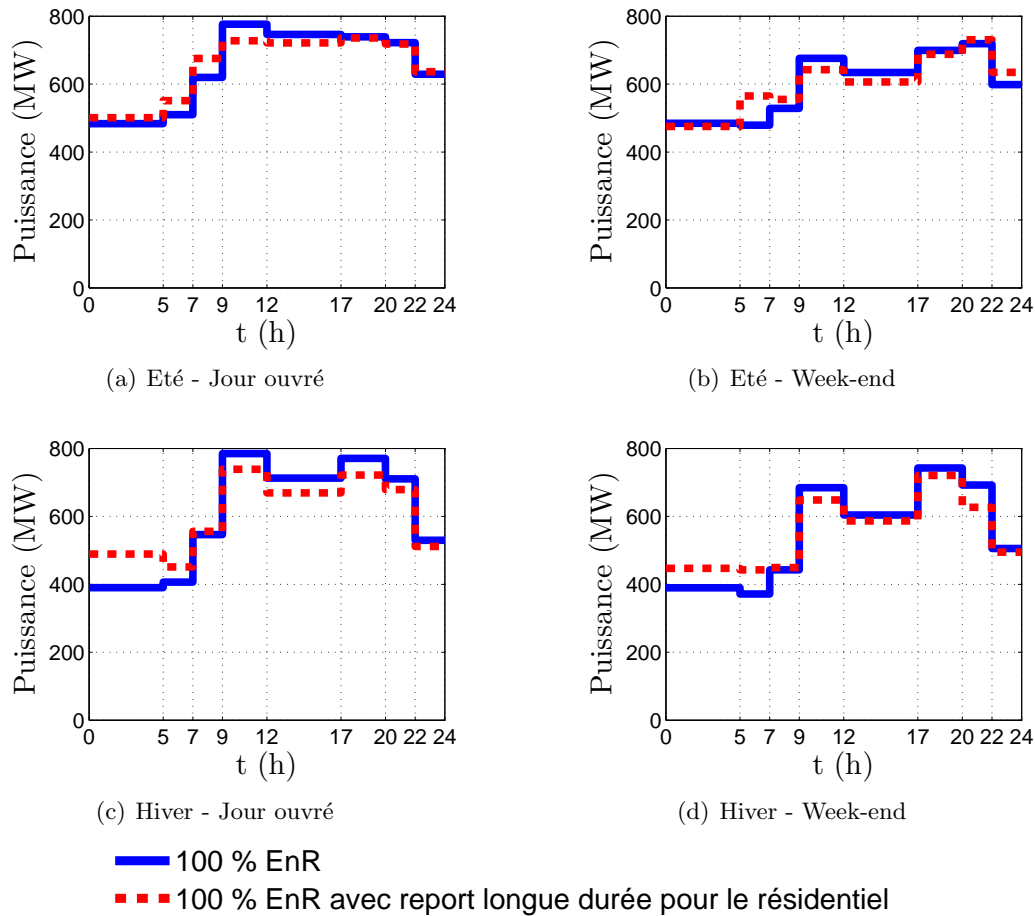 800
600
400
200
0
Puissance (MW)
0 5 7 9 12 17 20 22 24
t (h)
(a) Eté - Jour ouvré
800
600
400
200
0
Puissance (MW)
0 5 7 9 12 17 20 22 24
t (h)
(b) Eté - Week-end
800
600
400
200
0
Puissance (MW)
0 5 7 9 12 17 20 22 24
t (h)
(c) Hiver - Jour ouvré
800
600
400
200
0
Puissance (MW)
0 5 7 9 12 17 20 22 24
t (h)
(d) Hiver - Week-end
100 % EnR
100 % EnR avec report longue durée pour le résidentiel